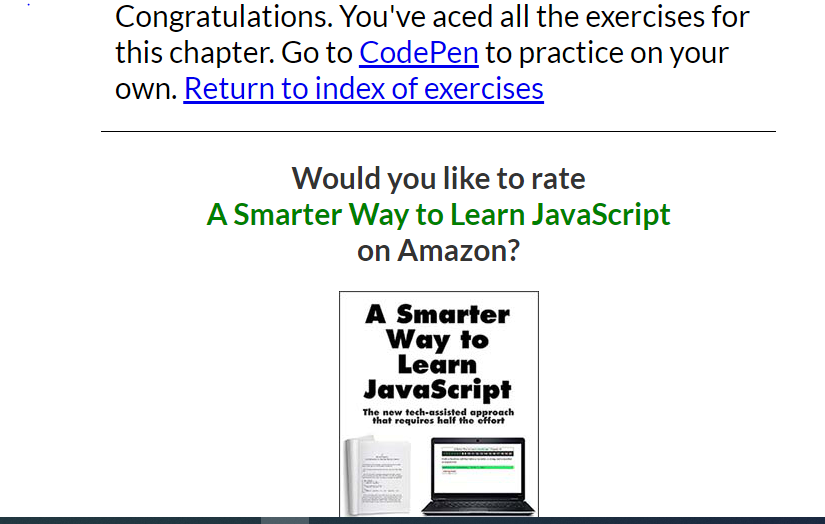 Congratulations. You've aced all the exercises for
this chapter. Go to CodePen to practice on your
own. Return to index of exercises
Would you like to rate
A Smarter Way to Learn JavaScript
on Amazon?
A Smarter
Way to
Learn
JavaScript
The new tech-assisted approach
that requires half the effort